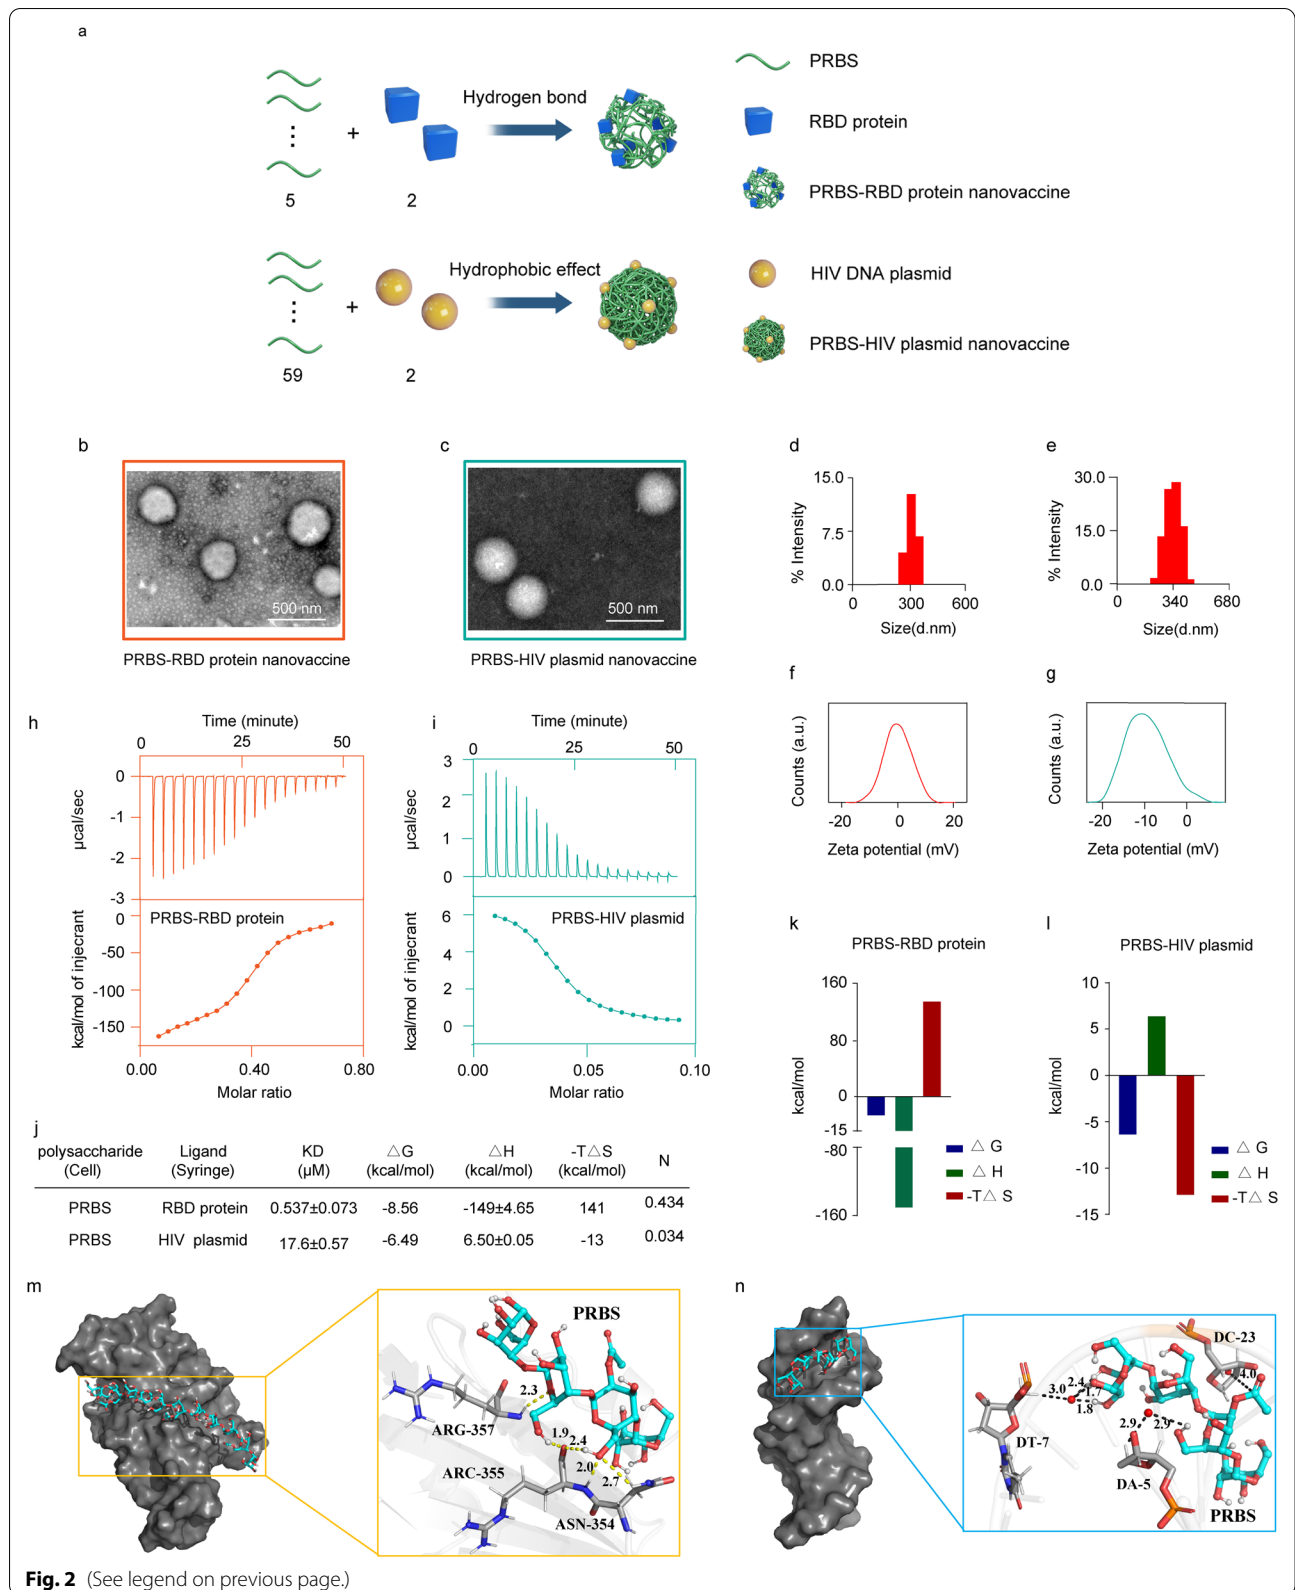 a
PRBS
Hydrogen bond
+
RBD protein
5
2
PRBS-RBD protein nanovaccine
Hydrophobic effect
+
HIV DNA plasmid
59
2
PRBS-HIV plasmid nanovaccine
b
500 nm
PRBS-RBD protein nanovaccine
c
500 nm
PRBS-HIV plasmid nanovaccine
d
% Intensity
15.0
7.5
0.0
0 300 600
Size(d.nm)
e
% Intensity
30.0
15.0
0.0
0 340 680
Size(d.nm)
f
Counts (a.u.)
-20 0 20
Zeta potential (mV)
g
Counts (a.u.)
-20 -10 0
Zeta potential (mV)
h
Time (minute)
0 25 50
µcal/sec
0
-1
-2
-3
PRBS-RBD protein
kcal/mol of injecrant
0
-50
-100
-150
0.00 0.40 0.80
Molar ratio
i
Time (minute)
0 25 50
µcal/sec
3
2
1
0
PRBS-HIV plasmid
kcal/mol of injecrant
6
4
2
0
0.00 0.05 0.10
Molar ratio
j
polysaccharide (Cell) Ligand (Syringe) KD (µM) △G (kcal/mol) △H (kcal/mol) -T△S (kcal/mol) N
PRBS RBD protein 0.537±0.073 -8.56 -149±4.65 141 0.434
PRBS HIV plasmid 17.6±0.57 -6.49 6.50±0.05 -13 0.034
k
PRBS-RBD protein
kcal/mol
160
80
0
-15
-80
-160
△ G
△ H
-T△ S
l
PRBS-HIV plasmid
kcal/mol
10
5
0
-5
-10
-15
△ G
△ H
-T△ S
m
PRBS
2.3
ARG-357
1.9
2.4
ARC-355
2.0
2.7
ASN-354
n
DC-23
4.0
2.4
3.0
1.7
1.8
2.9
2.9
DT-7
DA-5
PRBS
Fig. 2 (See legend on previous page.)